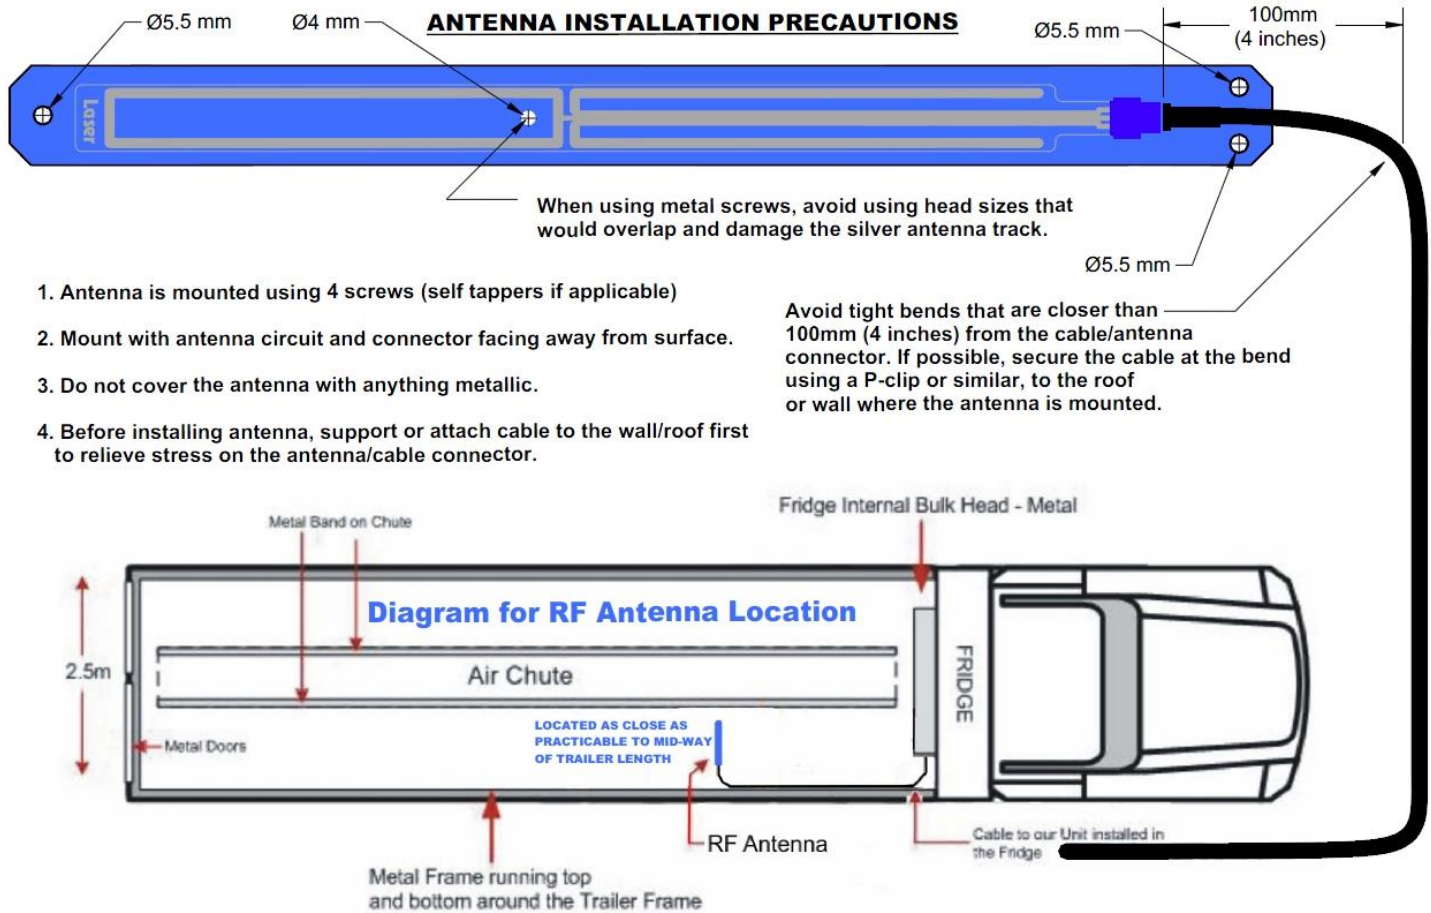 Ø5.5 mm
Ø4 mm
ANTENNA INSTALLATION PRECAUTIONS
Ø5.5 mm
100mm
(4 inches)
Laser
When using metal screws, avoid using head sizes that
would overlap and damage the silver antenna track.
Ø5.5 mm
1. Antenna is mounted using 4 screws (self tappers if applicable)
2. Mount with antenna circuit and connector facing away from surface.
3. Do not cover the antenna with anything metallic.
4. Before installing antenna, support or attach cable to the wall/roof first
to relieve stress on the antenna/cable connector.
Avoid tight bends that are closer than
100mm (4 inches) from the cable/antenna
connector. If possible, secure the cable at the bend
using a P-clip or similar, to the roof
or wall where the antenna is mounted.
Metal Band on Chute
Fridge Internal Bulk Head - Metal
Diagram for RF Antenna Location
2.5m
Air Chute
FRIDGE
LOCATED AS CLOSE AS
PRACTICABLE TO MID-WAY
OF TRAILER LENGTH
Metal Doors
RF Antenna
Cable to our Unit installed in
the Fridge
Metal Frame running top
and bottom around the Trailer Frame